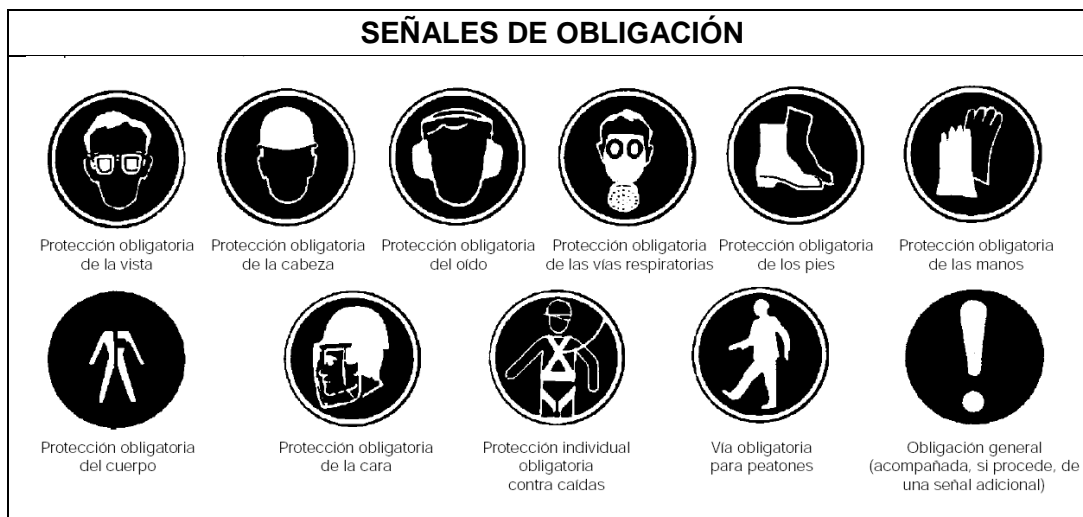 SEÑALES DE OBLIGACIÓN
Protección obligatoria
de la vista
Protección obligatoria
de la cabeza
Protección obligatoria
del oído
Protección obligatoria
de las vías respiratorias
Protección obligatoria
de los pies
Protección obligatoria
de las manos
Protección obligatoria
del cuerpo
Protección obligatoria
de la cara
Protección individual
obligatoria
contra caídas
Vía obligatoria
para peatones
Obligación general
(acompañada, si procede, de
una señal adicional)